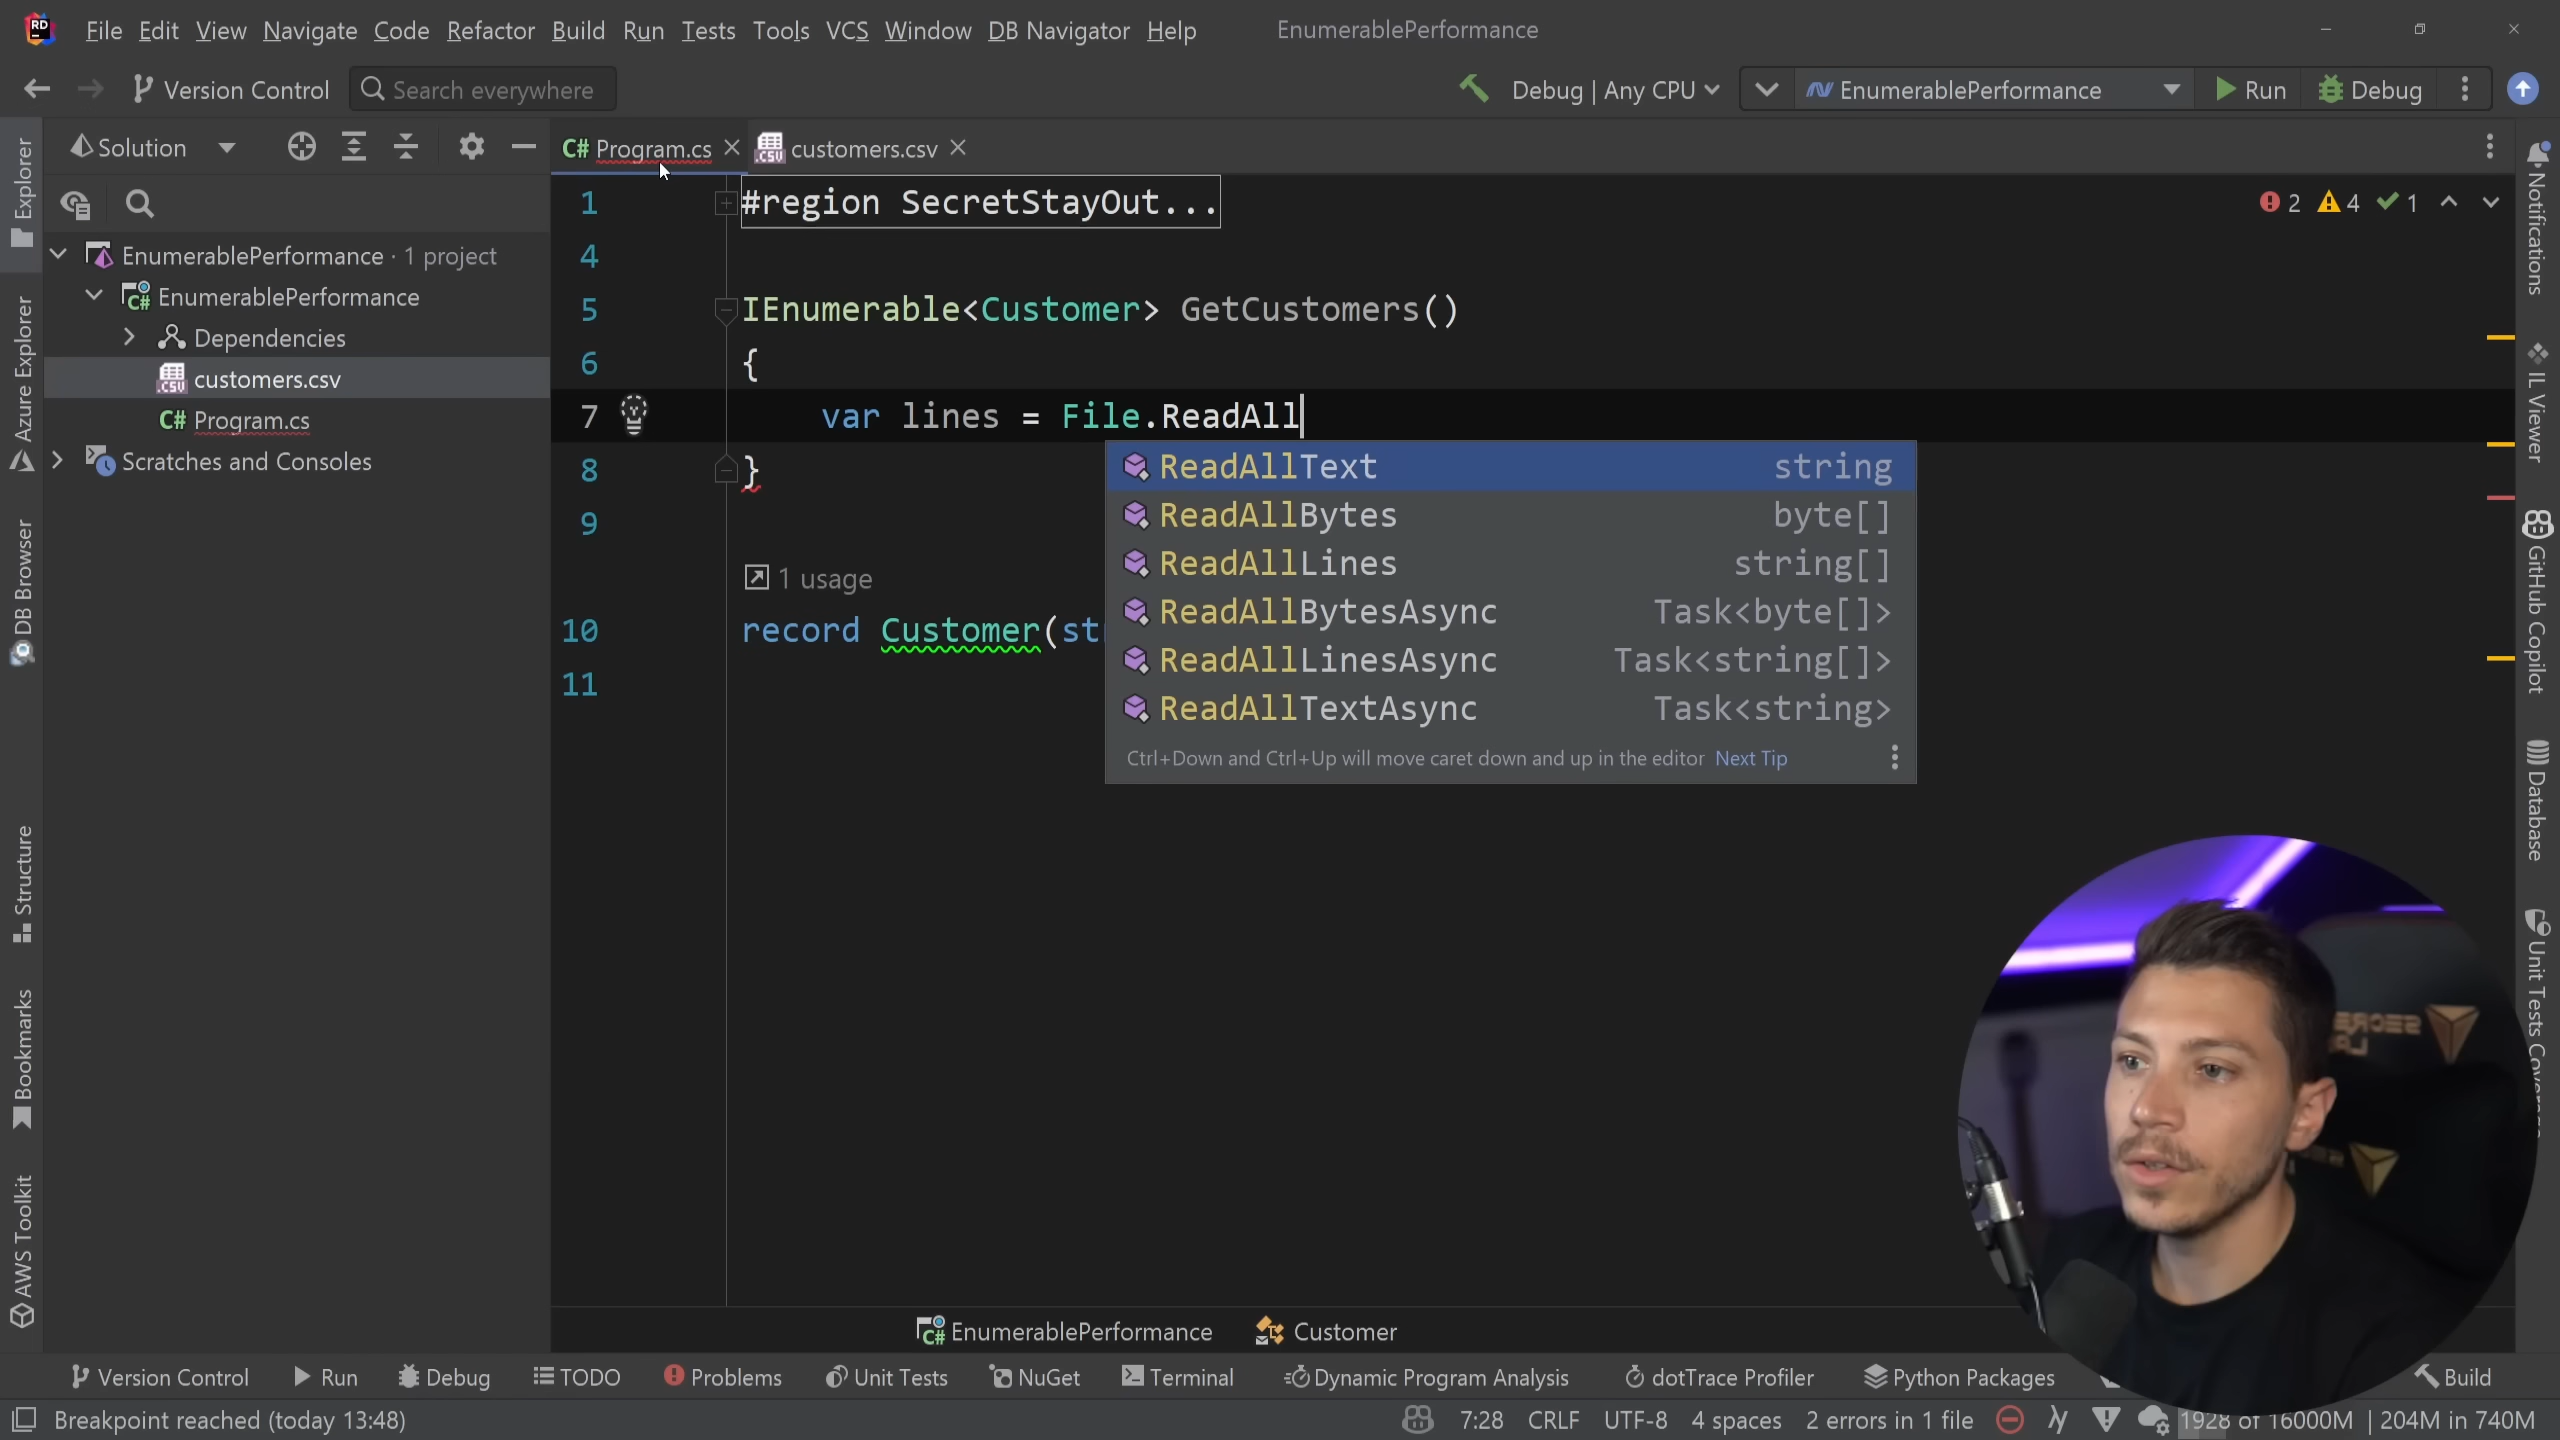 RD File Edit View Navigate Code Refactor Build Run Tests Tools VCS Window DB Navigator Help EnumerablePerformance
Version Control Search everywhere Debug | Any CPU EnumerablePerformance Run Debug
Solution
C# Program.cs
customers.csv
EnumerablePerformance · 1 project
C# EnumerablePerformance
Dependencies
customers.csv
C# Program.cs
Scratches and Consoles
Explorer
Azure Explorer
DB Browser
Structure
Bookmarks
AWS Toolkit
1 #region SecretStayOut... 2 4 1
4
5 IEnumerable<Customer> GetCustomers()
6 {
7 var lines = File.ReadAll
8 }
9
1 usage
10 record Customer(st
11
ReadAllText string
ReadAllBytes byte[]
ReadAllLines string[]
ReadAllBytesAsync Task<byte[]>
ReadAllLinesAsync Task<string[]>
ReadAllTextAsync Task<string>
Ctrl+Down and Ctrl+Up will move caret down and up in the editor Next Tip
Notifications
IL Viewer
GitHub Copilot
Database
Unit Tests
EnumerablePerformance Customer
Version Control Run Debug TODO Problems Unit Tests NuGet Terminal Dynamic Program Analysis dotTrace Profiler Python Packages Build
Breakpoint reached (today 13:48) 7:28 CRLF UTF-8 4 spaces 2 errors in 1 file 1928 of 16000M | 204M in 740M